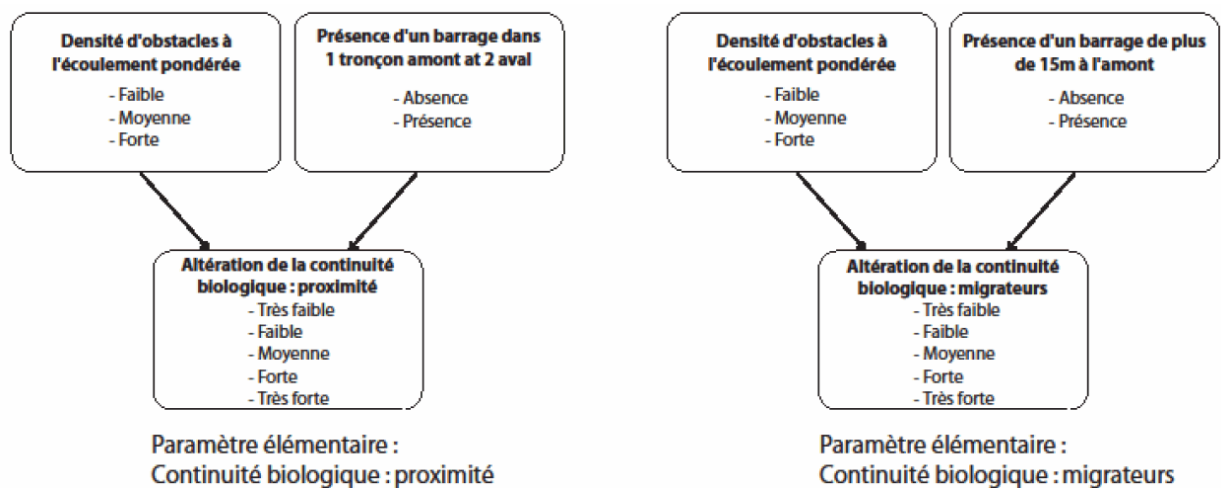 Densité d'obstacles à
l'écoulement pondérée
- Faible
- Moyenne
- Forte
Présence d'un barrage dans
1 tronçon amont at 2 aval
- Absence
- Présence
Altération de la continuité
biologique : proximité
- Très faible
- Faible
- Moyenne
- Forte
- Très forte
Paramètre élémentaire :
Continuité biologique : proximité
Densité d'obstacles à
l'écoulement pondérée
- Faible
- Moyenne
- Forte
Présence d'un barrage de plus
de 15m à l'amont
- Absence
- Présence
Altération de la continuité
biologique : migrateurs
- Très faible
- Faible
- Moyenne
- Forte
- Très forte
Paramètre élémentaire :
Continuité biologique : migrateurs